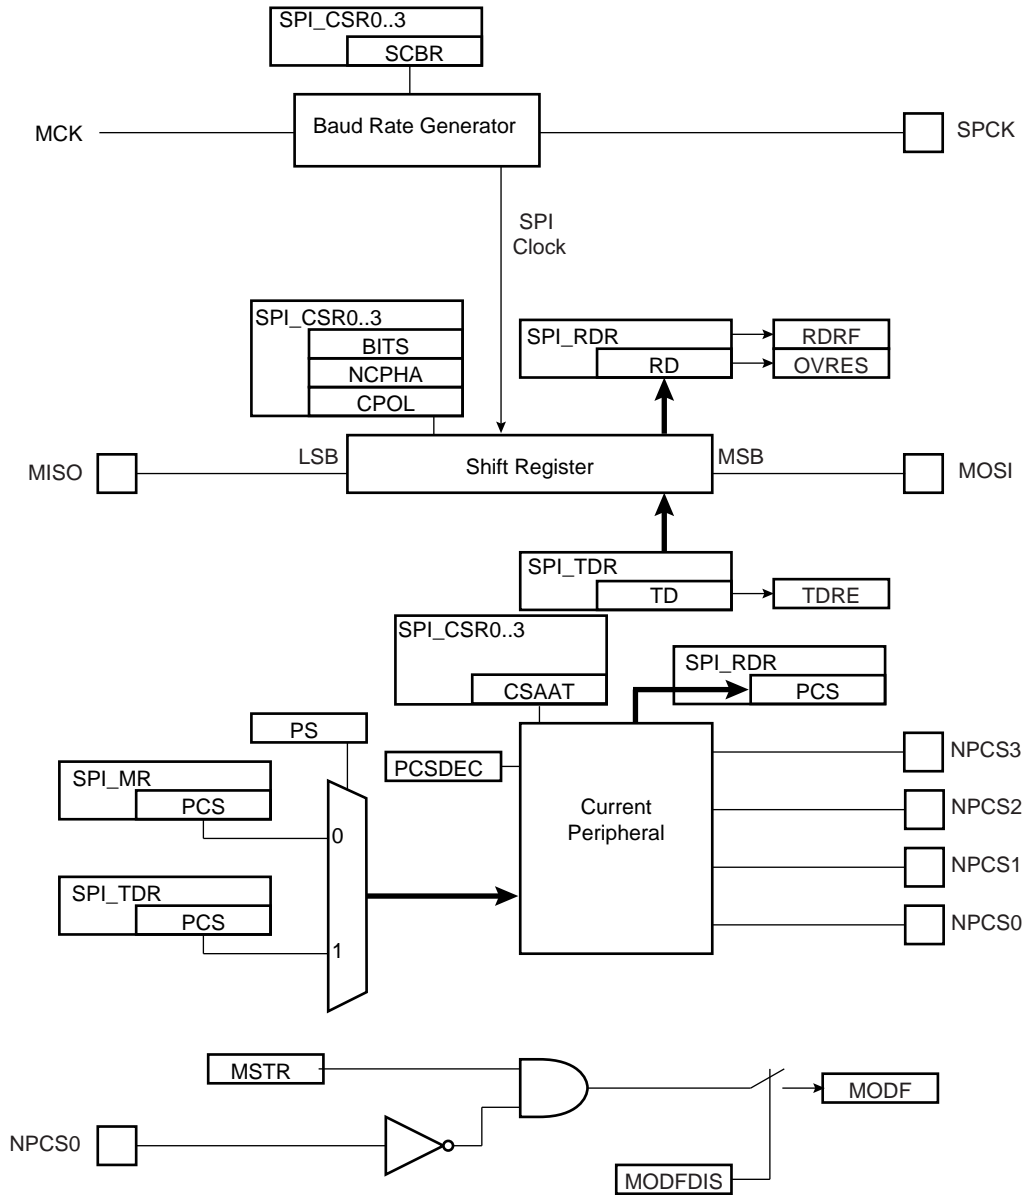 SPI_CSR0..3
SCBR
MCK
Baud Rate Generator
SPCK
SPI
Clock
SPI_CSR0..3
BITS
NCPHA
CPOL
SPI_RDR
RD
RDRF
OVRES
MISO
LSB
Shift Register
MSB
MOSI
SPI_TDR
TD
TDRE
SPI_CSR0..3
CSAAT
SPI_RDR
PCS
PS
PCSDEC
SPI_MR
PCS
0
SPI_TDR
PCS
1
Current
Peripheral
NPCS3
NPCS2
NPCS1
NPCS0
MSTR
MODF
NPCS0
MODFDIS